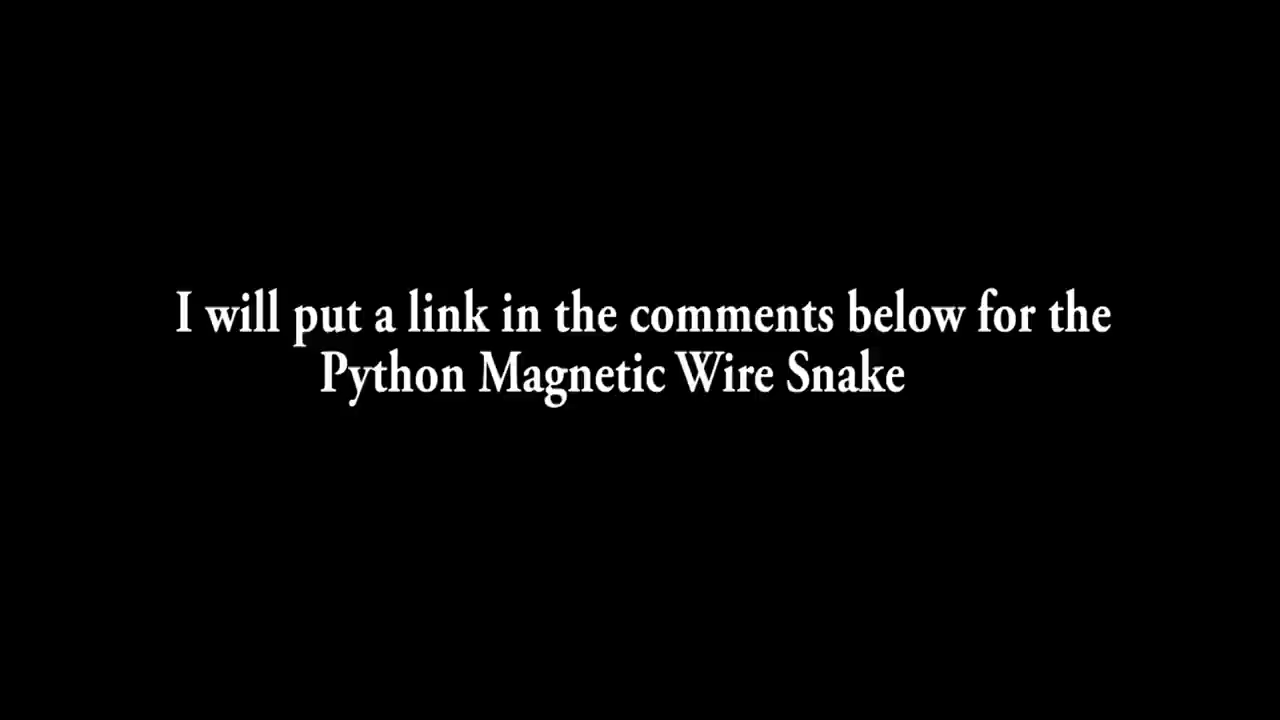 I will put a link in the comments below for the
Python Magnetic Wire Snake